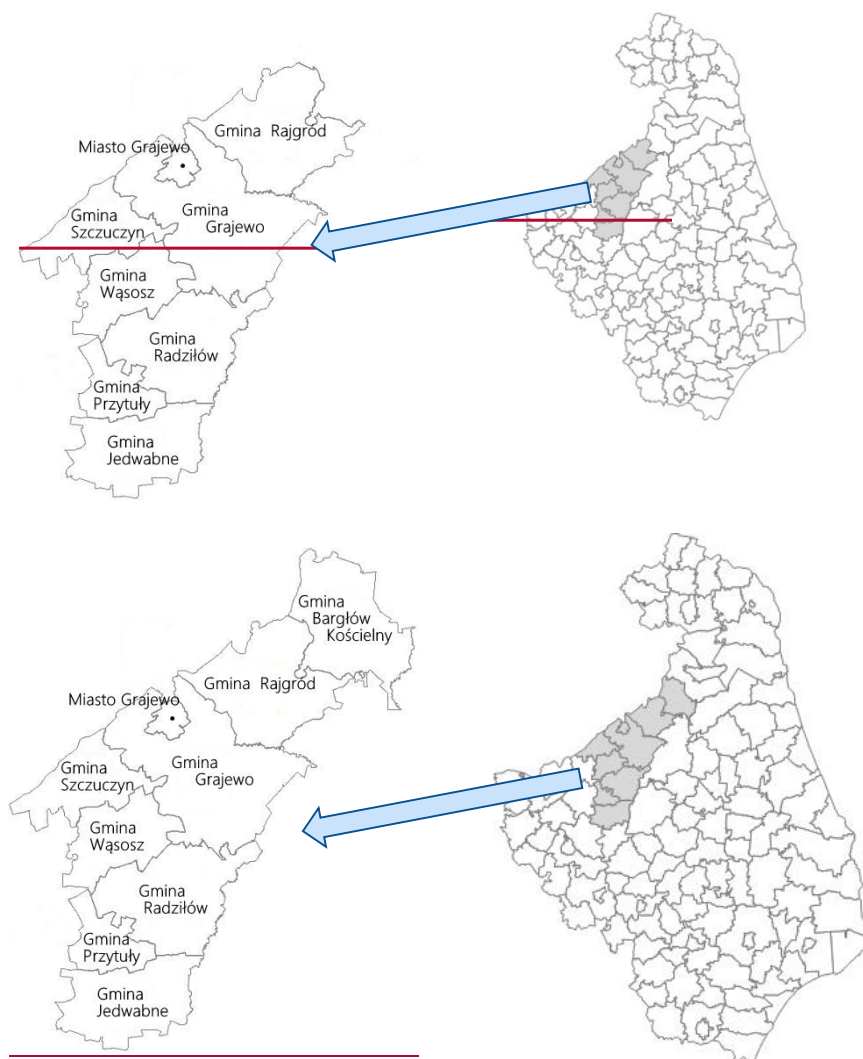 Gmina Rajgród
Miasto Grajewo
Gmina
Szczuczyn
Gmina
Grajewo
Gmina
Wąsosz
Gmina
Radziłów
Gmina
Przytuły
Gmina
Jedwabne
Gmina
Bargłów
Kościelny
Gmina Rajgród
Miasto Grajewo
Gmina
Szczuczyn
Gmina
Grajewo
Gmina
Wąsosz
Gmina
Radziłów
Gmina
Przytuły
Gmina
Jedwabne